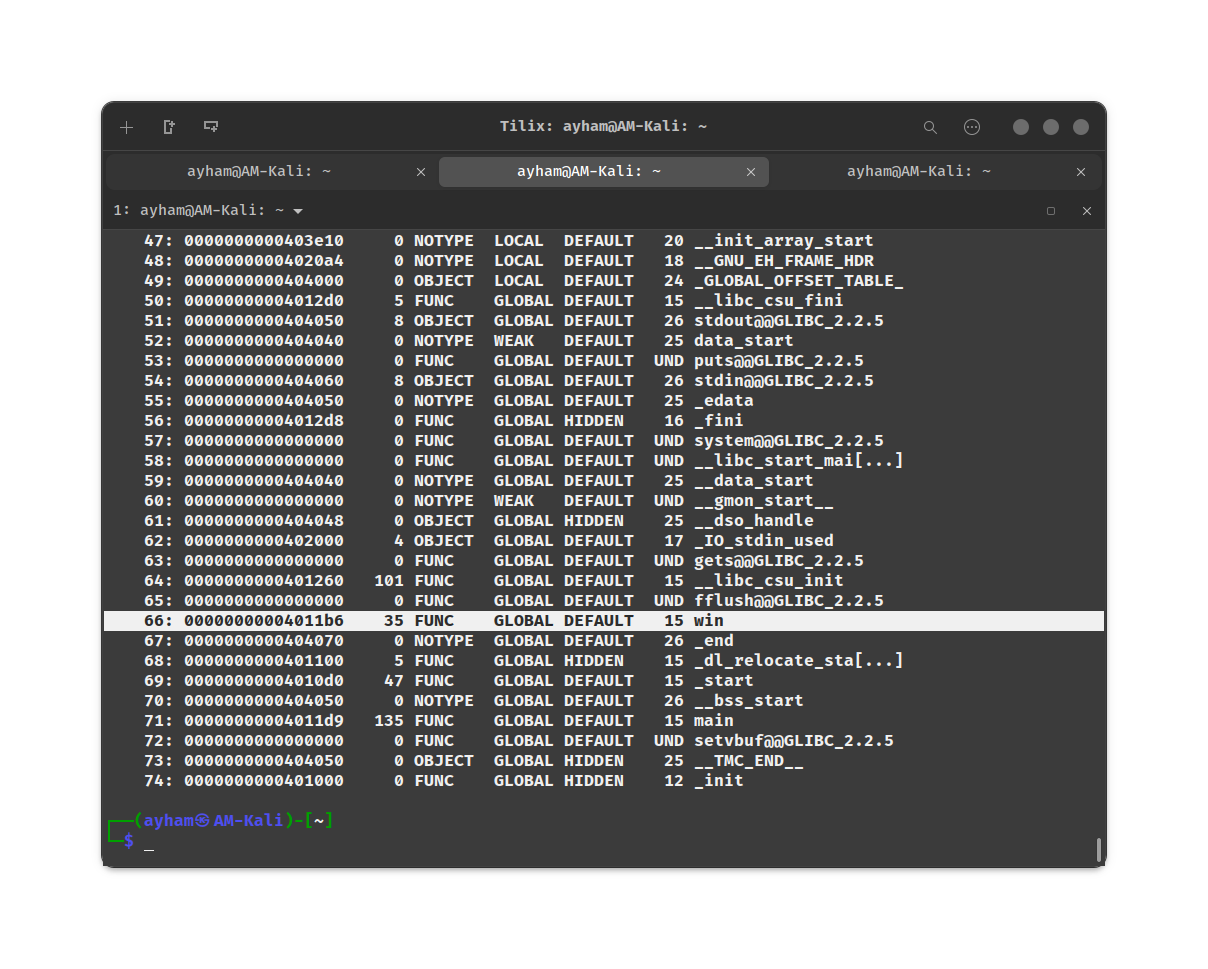 Tilix: ayham@AM-Kali: ~
ayham@AM-Kali: ~ ayham@AM-Kali: ~ ayham@AM-Kali: ~
1: ayham@AM-Kali: ~
47: 0000000000403e10     0 NOTYPE  LOCAL  DEFAULT   20 __init_array_start
48: 00000000004020a4     0 NOTYPE  LOCAL  DEFAULT   18 __GNU_EH_FRAME_HDR
49: 0000000000404000     0 OBJECT  LOCAL  DEFAULT   24 _GLOBAL_OFFSET_TABLE_
50: 00000000004012d0     5 FUNC    GLOBAL DEFAULT   15 __libc_csu_fini
51: 0000000000404050     8 OBJECT  GLOBAL DEFAULT   26 stdout@@GLIBC_2.2.5
52: 0000000000404040     0 NOTYPE  WEAK   DEFAULT   25 data_start
53: 0000000000000000     0 FUNC    GLOBAL DEFAULT  UND puts@@GLIBC_2.2.5
54: 0000000000404060     8 OBJECT  GLOBAL DEFAULT   26 stdin@@GLIBC_2.2.5
55: 0000000000404050     0 NOTYPE  GLOBAL DEFAULT   25 _edata
56: 00000000004012d8     0 FUNC    GLOBAL HIDDEN    16 _fini
57: 0000000000000000     0 FUNC    GLOBAL DEFAULT  UND system@@GLIBC_2.2.5
58: 0000000000000000     0 FUNC    GLOBAL DEFAULT  UND __libc_start_mai[...]
59: 0000000000404040     0 NOTYPE  GLOBAL DEFAULT   25 __data_start
60: 0000000000000000     0 NOTYPE  WEAK   DEFAULT  UND __gmon_start__
61: 0000000000404048     0 OBJECT  GLOBAL HIDDEN    25 __dso_handle
62: 0000000000402000     4 OBJECT  GLOBAL DEFAULT   17 _IO_stdin_used
63: 0000000000000000     0 FUNC    GLOBAL DEFAULT  UND gets@@GLIBC_2.2.5
64: 0000000000401260   101 FUNC    GLOBAL DEFAULT   15 __libc_csu_init
65: 0000000000000000     0 FUNC    GLOBAL DEFAULT  UND fflush@@GLIBC_2.2.5
66: 00000000004011b6    35 FUNC    GLOBAL DEFAULT   15 win
67: 0000000000404070     0 NOTYPE  GLOBAL DEFAULT   26 _end
68: 0000000000401100     5 FUNC    GLOBAL HIDDEN    15 _dl_relocate_sta[...]
69: 00000000004010d0    47 FUNC    GLOBAL DEFAULT   15 _start
70: 0000000000404050     0 NOTYPE  GLOBAL DEFAULT   26 __bss_start
71: 00000000004011d9   135 FUNC    GLOBAL DEFAULT   15 main
72: 0000000000000000     0 FUNC    GLOBAL DEFAULT  UND setvbuf@@GLIBC_2.2.5
73: 0000000000404050     0 OBJECT  GLOBAL HIDDEN    25 __TMC_END__
74: 0000000000401000     0 FUNC    GLOBAL HIDDEN    12 _init
┌──(ayham㉿AM-Kali)-[~]
└─$ _